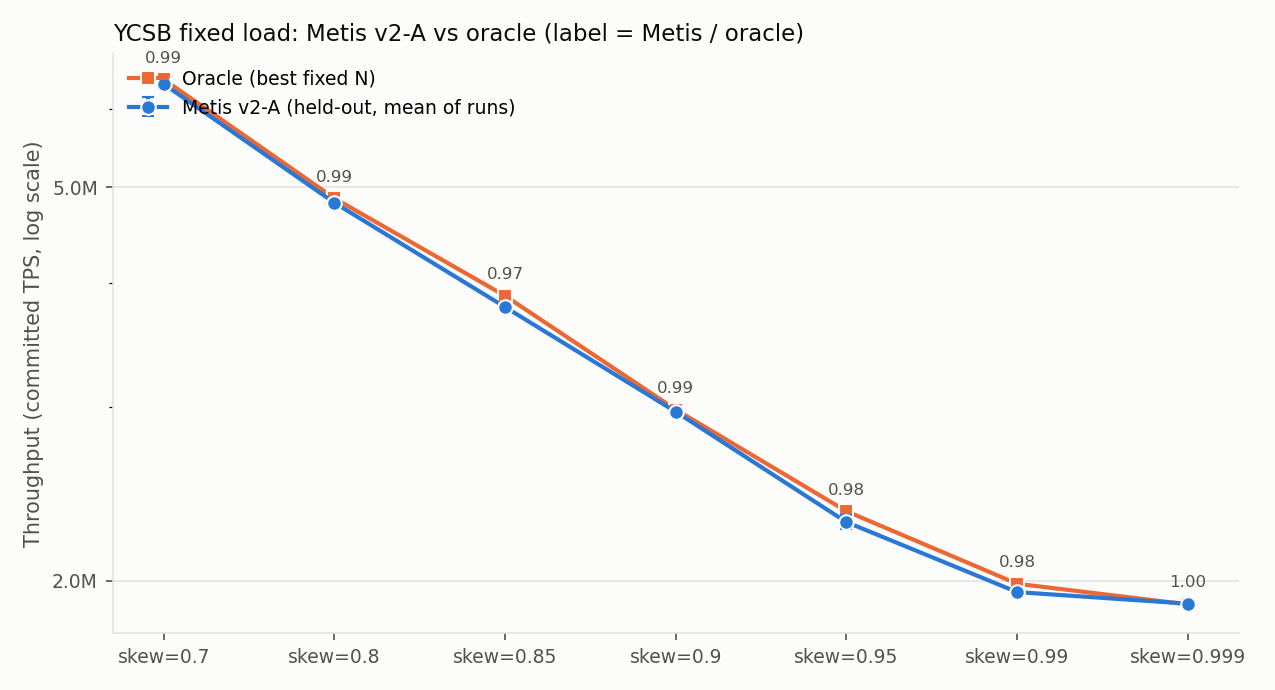 YCSB fixed load: Metis v2-A vs oracle (label = Metis / oracle)
0.99
Oracle (best fixed N)
Metis v2-A (held-out, mean of runs)
0.99
0.97
0.99
0.98
0.98
1.00
Throughput (committed TPS, log scale)
5.0M
2.0M
skew=0.7
skew=0.8
skew=0.85
skew=0.9
skew=0.95
skew=0.99
skew=0.999